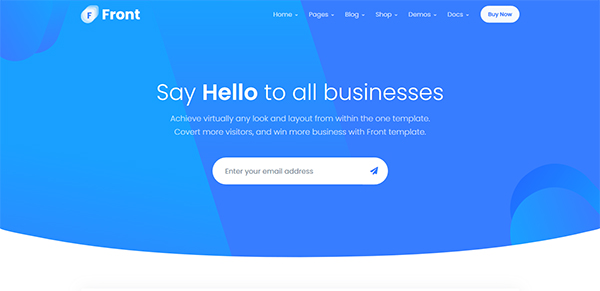 F Front
Home Pages Blog Shop Demos Docs Buy Now
Say Hello to all businesses
Achieve virtually any look and layout from within the one template.
Covert more visitors, and win more business with Front template.
Enter your email address